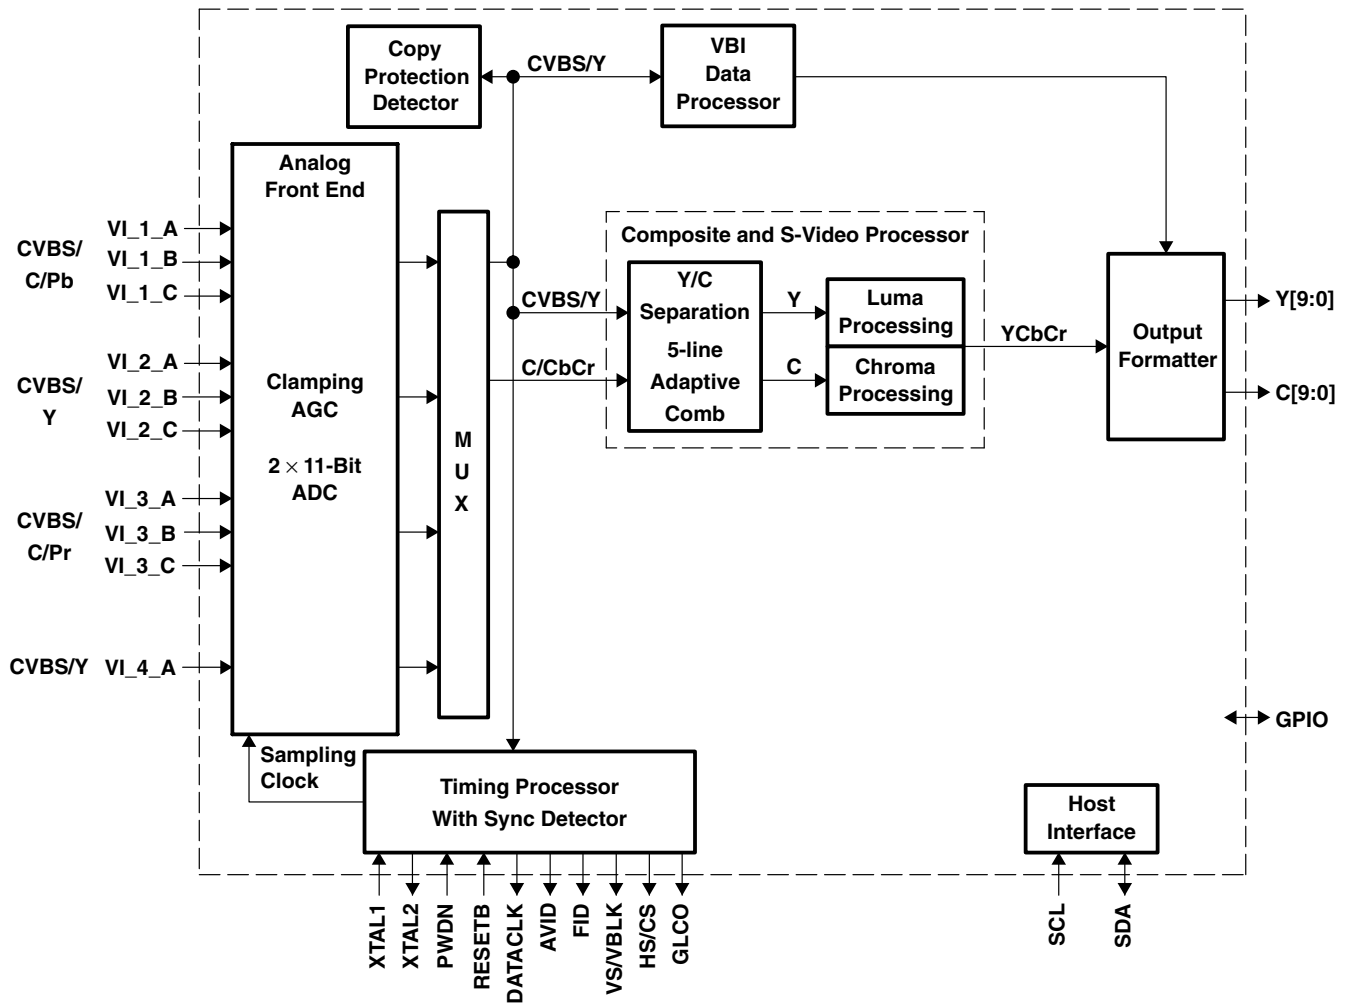 Copy
Protection
Detector
CVBS/Y
VBI
Data
Processor
Analog
Front End
CVBS/
C/Pb
VI_1_A
VI_1_B
VI_1_C
CVBS/
Y
VI_2_A
VI_2_B
VI_2_C
CVBS/
C/Pr
VI_3_A
VI_3_B
VI_3_C
CVBS/Y
VI_4_A
Clamping
AGC
2 × 11-Bit
ADC
M
U
X
Composite and S-Video Processor
CVBS/Y
C/CbCr
Y/C
Separation
5-line
Adaptive
Comb
Y
C
Luma
Processing
Chroma
Processing
YCbCr
Output
Formatter
Y[9:0]
C[9:0]
GPIO
Sampling
Clock
Timing Processor
With Sync Detector
Host
Interface
XTAL1
XTAL2
PWDN
RESETB
DATACLK
AVID
FID
VS/VBLK
HS/CS
GLCO
SCL
SDA